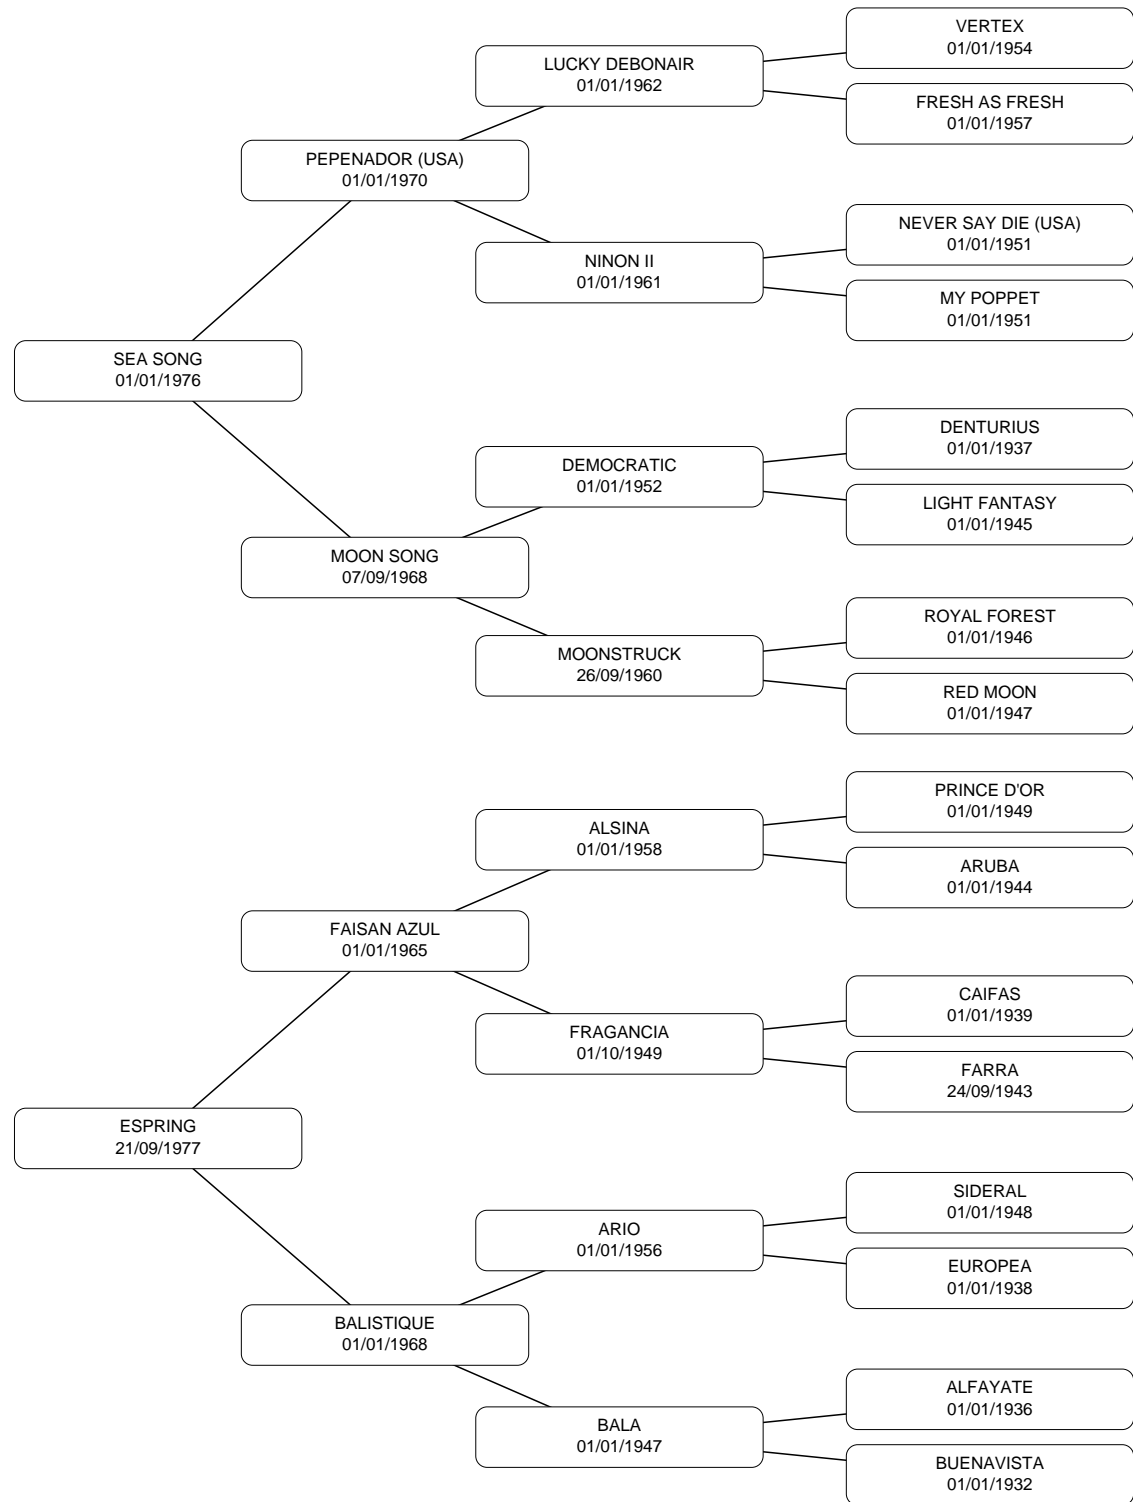 VERTEX
01/01/1954
LUCKY DEBONAIR
01/01/1962
FRESH AS FRESH
01/01/1957
PEPENADOR (USA)
01/01/1970
NEVER SAY DIE (USA)
01/01/1951
NINON II
01/01/1961
MY POPPET
01/01/1951
SEA SONG
01/01/1976
DENTURIUS
01/01/1937
DEMOCRATIC
01/01/1952
LIGHT FANTASY
01/01/1945
MOON SONG
07/09/1968
ROYAL FOREST
01/01/1946
MOONSTRUCK
26/09/1960
RED MOON
01/01/1947
PRINCE D'OR
01/01/1949
ALSINA
01/01/1958
ARUBA
01/01/1944
FAISAN AZUL
01/01/1965
CAIFAS
01/01/1939
FRAGANCIA
01/10/1949
FARRA
24/09/1943
ESPRING
21/09/1977
SIDERAL
01/01/1948
ARIO
01/01/1956
EUROPEA
01/01/1938
BALISTIQUE
01/01/1968
ALFAYATE
01/01/1936
BALA
01/01/1947
BUENAVISTA
01/01/1932